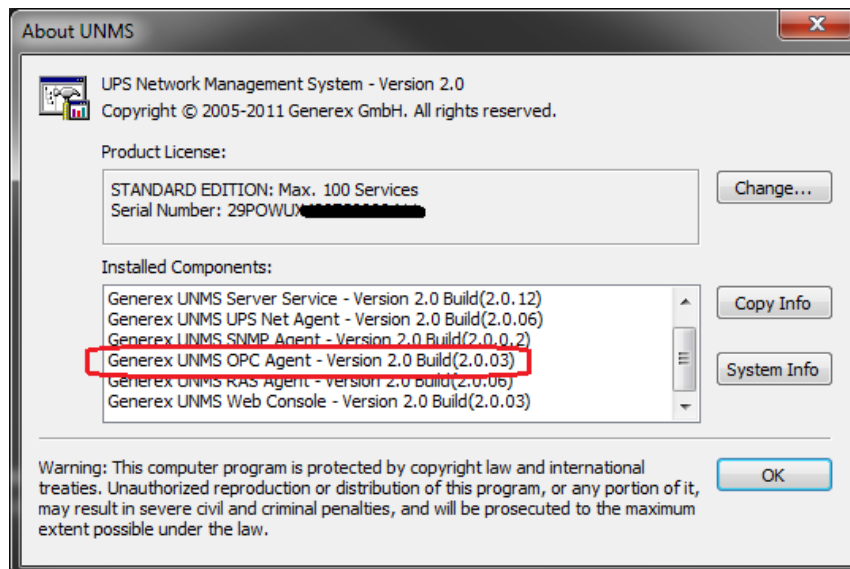 About UNMS
UPS Network Management System - Version 2.0
Copyright © 2005-2011 Generex GmbH. All rights reserved.
Product License:
STANDARD EDITION: Max. 100 Services
Serial Number: 29POWUX
Change...
Installed Components:
Generex UNMS Server Service - Version 2.0 Build(2.0.12)
Generex UNMS UPS Net Agent - Version 2.0 Build(2.0.06)
Generex UNMS SNMP Agent - Version 2.0 Build(2.0.0.2)
Generex UNMS OPC Agent - Version 2.0 Build(2.0.03)
Generex UNMS RAS Agent - Version 2.0 Build(2.0.06)
Generex UNMS Web Console - Version 2.0 Build(2.0.03)
Copy Info
System Info
Warning: This computer program is protected by copyright law and international
treaties. Unauthorized reproduction or distribution of this program, or any portion of it,
may result in severe civil and criminal penalties, and will be prosecuted to the maximum
extent possible under the law.
OK